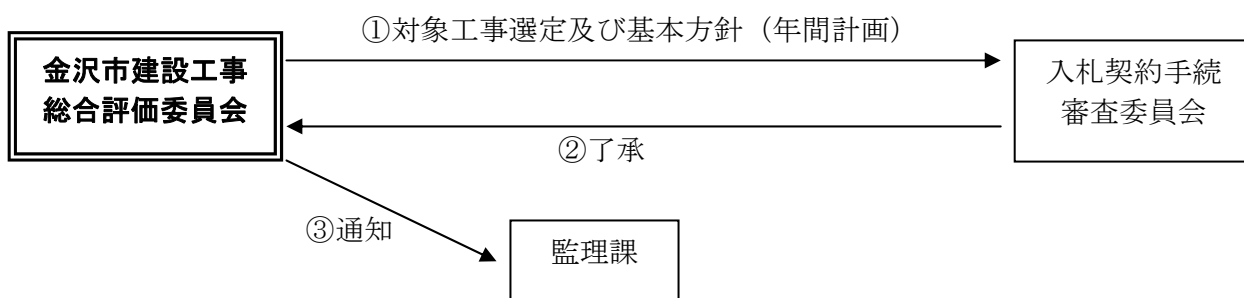 ①対象工事選定及び基本方針（年間計画）
金沢市建設工事
総合評価委員会
入札契約手続
審査委員会
②了承
③通知
監理課